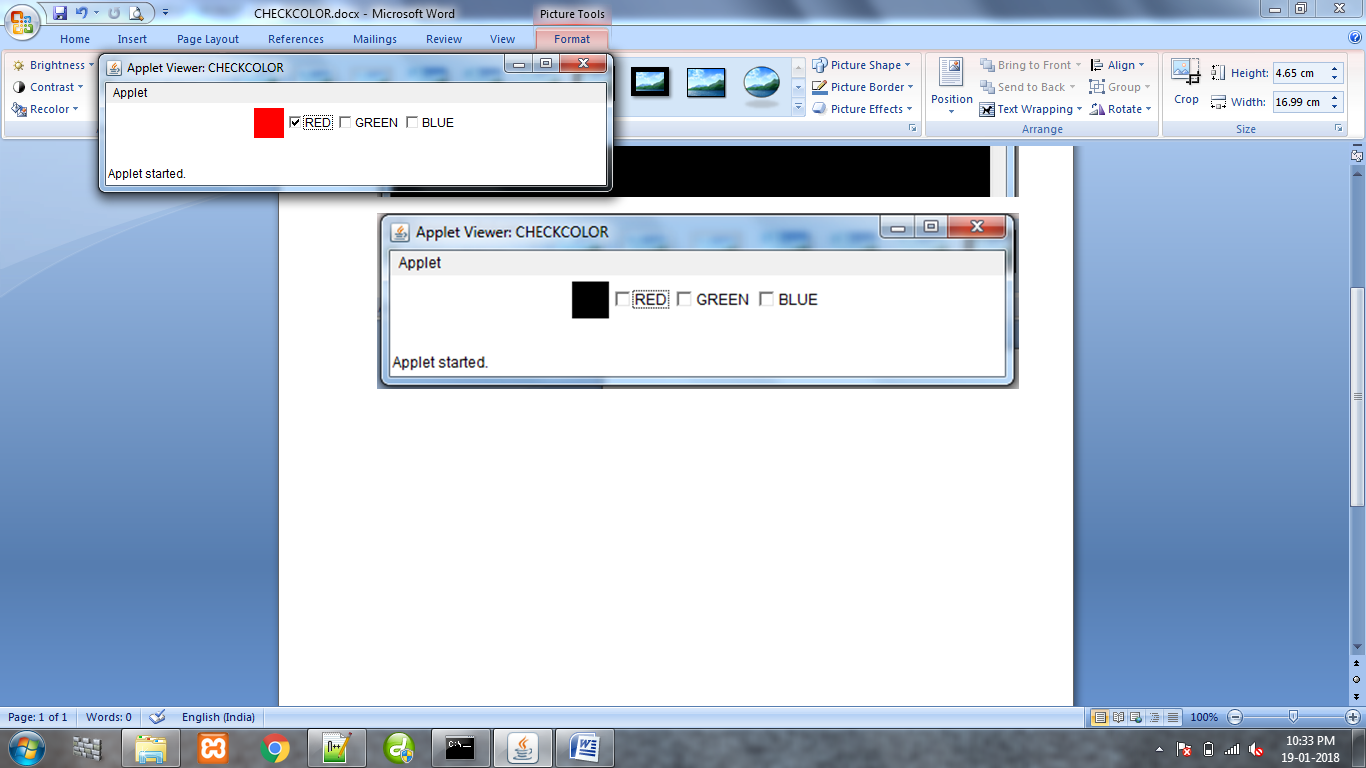 CHECKCOLOR.docx - Microsoft Word
Picture Tools
Home Insert Page Layout References Mailings Review View Format
Brightness
Contrast
Recolor
Applet Viewer: CHECKCOLOR
Applet
RED GREEN BLUE
Applet started.
Picture Shape
Picture Border
Picture Effects
Position
Bring to Front
Send to Back
Text Wrapping
Align
Group
Rotate
Arrange
Crop
Height: 4.65 cm
Width: 16.99 cm
Size
Applet Viewer: CHECKCOLOR
Applet
RED GREEN BLUE
Applet started.
Page: 1 of 1 Words: 0 English (India) 100%
C:\
10:33 PM
19-01-2018